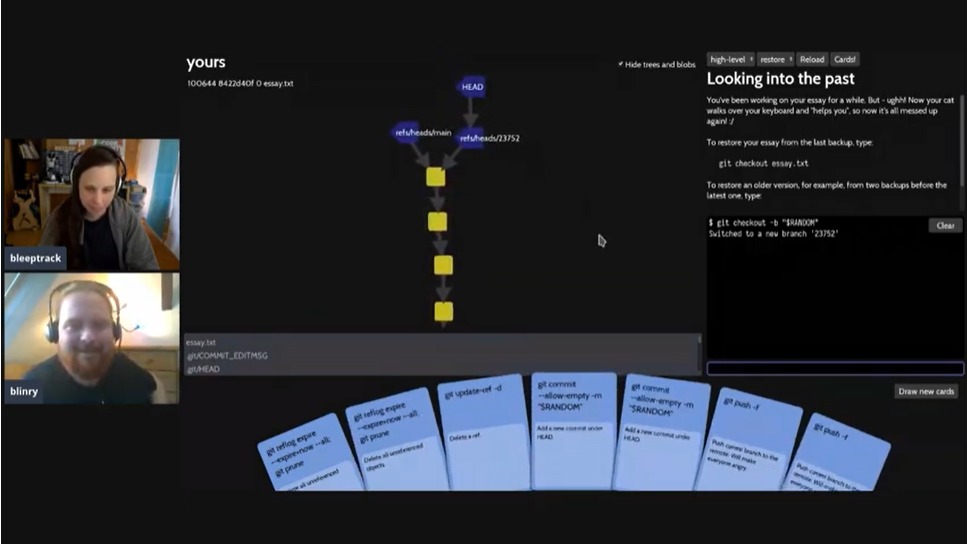 yours
100644 8422d40f 0 essay.txt
Hide trees and blobs
HEAD
refs/heads/main
refs/heads/23752
high-level
restore
Reload
Cards!
Looking into the past
You've been working on your essay for a while. But - ughh! Now your cat
walks over your keyboard and "helps you", so now it's all messed up
again! :/
To restore your essay from the last backup, type:
git checkout essay.txt
To restore an older version, for example, from two backups before the
latest one, type:
$ git checkout -b "$RANDOM"
Switched to a new branch '23752'
Clear
bleeptrack
blinry
essay.txt
.git/COMMIT_EDITMSG
.git/HEAD
Draw new cards
git reflog expire
--expire=now --all;
git prune
all unreferenced
git reflog expire
--expire=now --all;
git prune
Delete all unreferenced
objects.
git update-ref -d
Delete a ref.
git commit
--allow-empty -m
"$RANDOM"
Add a new commit under
HEAD.
git commit
--allow-empty -m
"$RANDOM"
Add a new commit under
HEAD.
git push -f
Push current branch to the
remote. Will make
everyone angry.
git push -f
Push current branch to the
remote. Will make